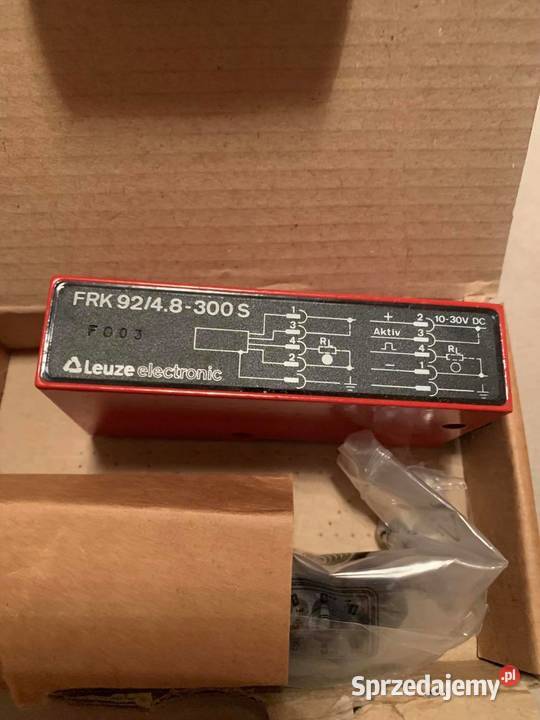 FRK 92/4.8-300 S
F003
Leuze electronic
1
3
4
2
RL
+
Aktiv
-
2
3
4
1
10-30V DC
RL
Sprzedajemy.pl